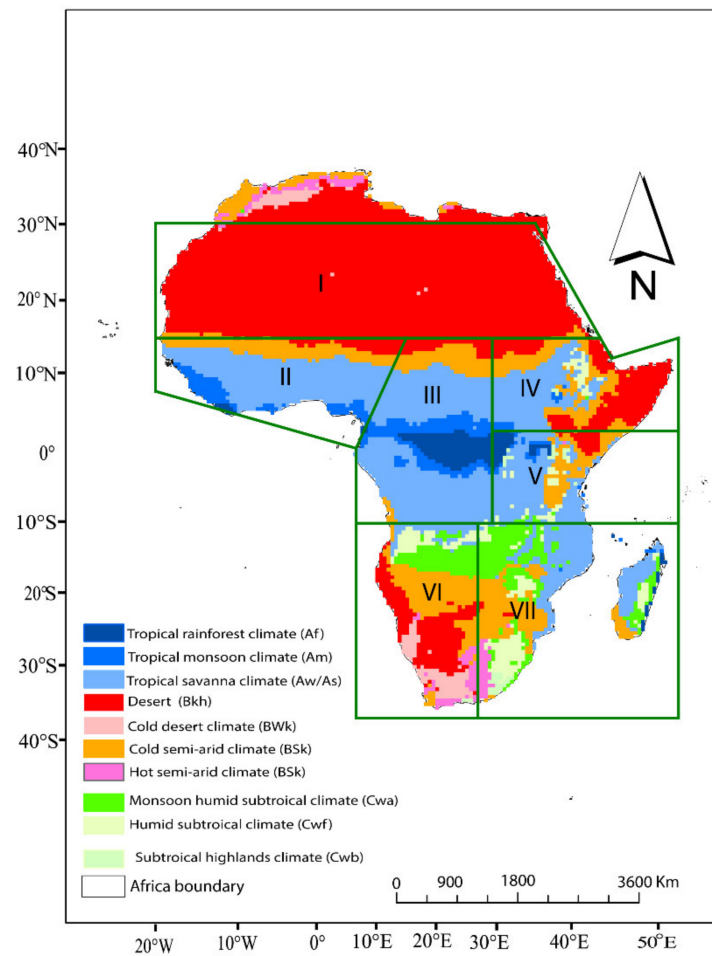 40°N
30°N
20°N
10°N
0°
10°S
20°S
30°S
40°S
N
I
II
III
IV
V
VI
VII
Tropical rainforest climate (Af)
Tropical monsoon climate (Am)
Tropical savanna climate (Aw/As)
Desert (Bkh)
Cold desert climate (BWk)
Cold semi-arid climate (BSk)
Hot semi-arid climate (BSk)
Monsoon humid subtroical climate (Cwa)
Humid subtroical climate (Cwf)
Subtroical highlands climate (Cwb)
Africa boundary
0 900 1800 3600 Km
20°W 10°W 0° 10°E 20°E 30°E 40°E 50°E